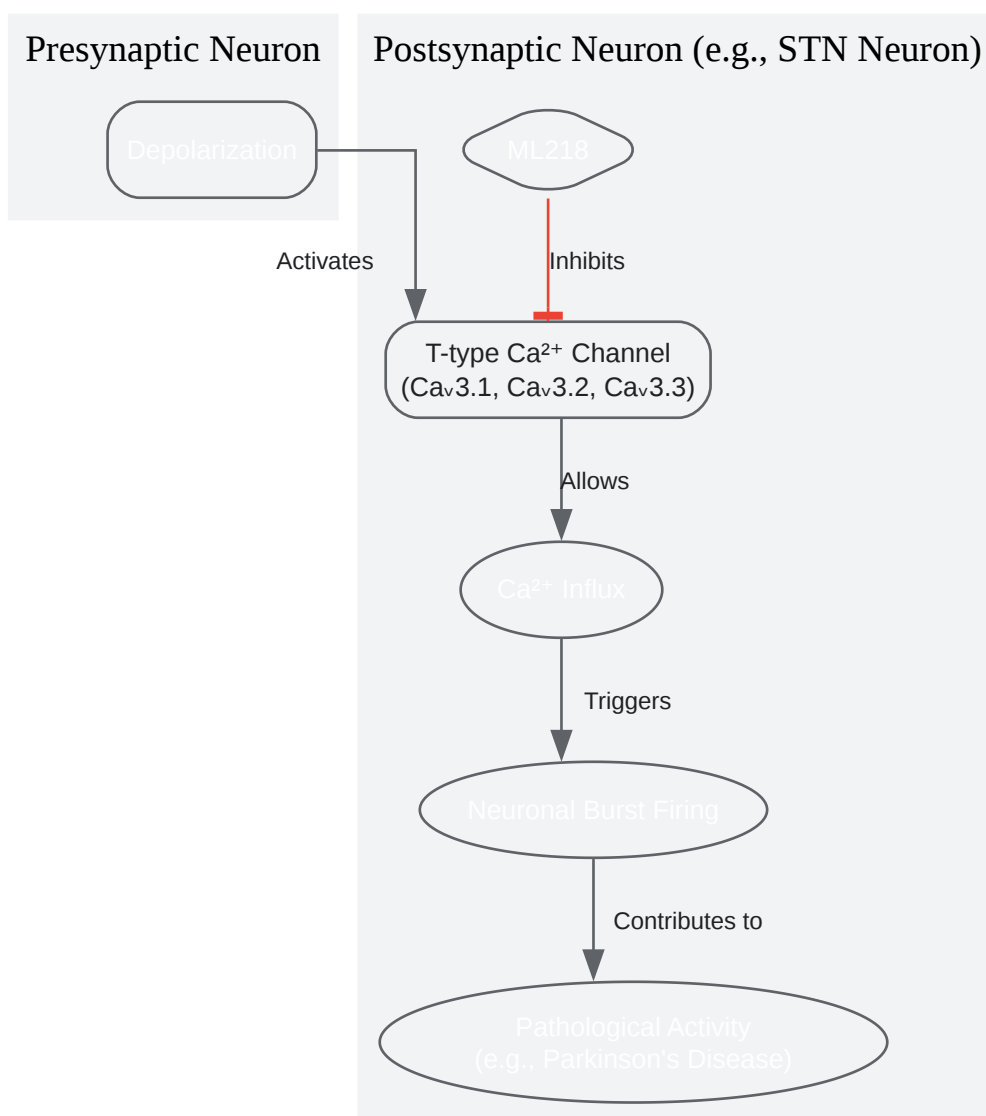 Presynaptic Neuron
Postsynaptic Neuron (e.g., STN Neuron)
Depolarization
ML218
Activates
Inhibits
T-type Ca²⁺ Channel
(Caᵥ3.1, Caᵥ3.2, Caᵥ3.3)
Allows
Ca²⁺ Influx
Triggers
Neuronal Burst Firing
Contributes to
Pathological Activity
(e.g., Parkinson's Disease)